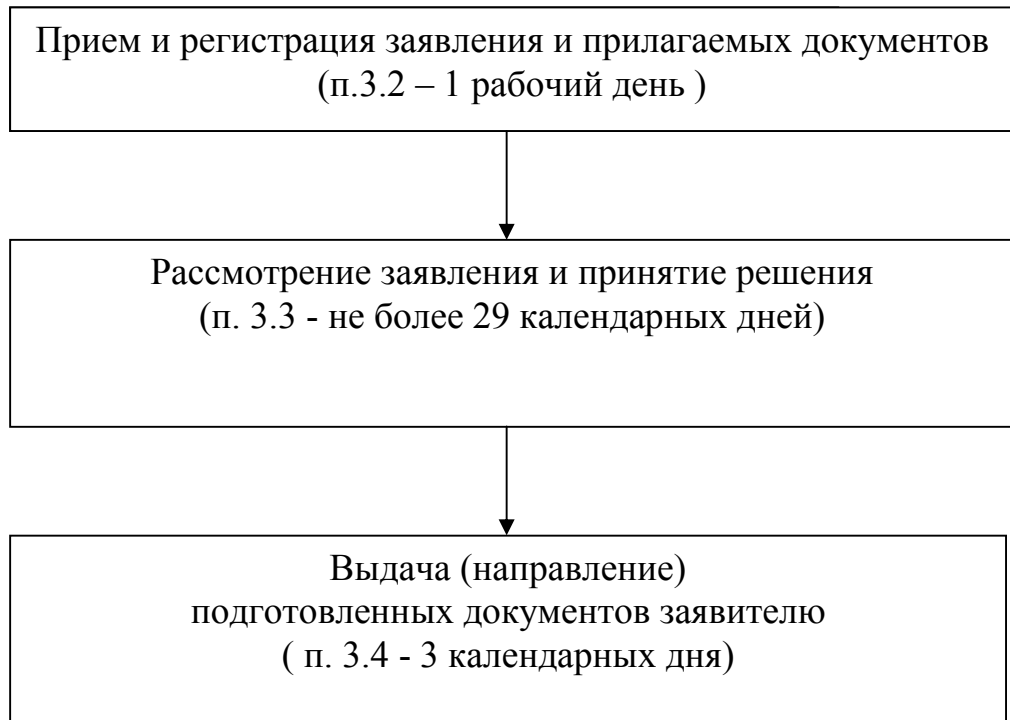 Прием и регистрация заявления и прилагаемых документов
(п.3.2 – 1 рабочий день )
Рассмотрение заявления и принятие решения
(п. 3.3 - не более 29 календарных дней)
Выдача (направление)
подготовленных документов заявителю
( п. 3.4 - 3 календарных дня)